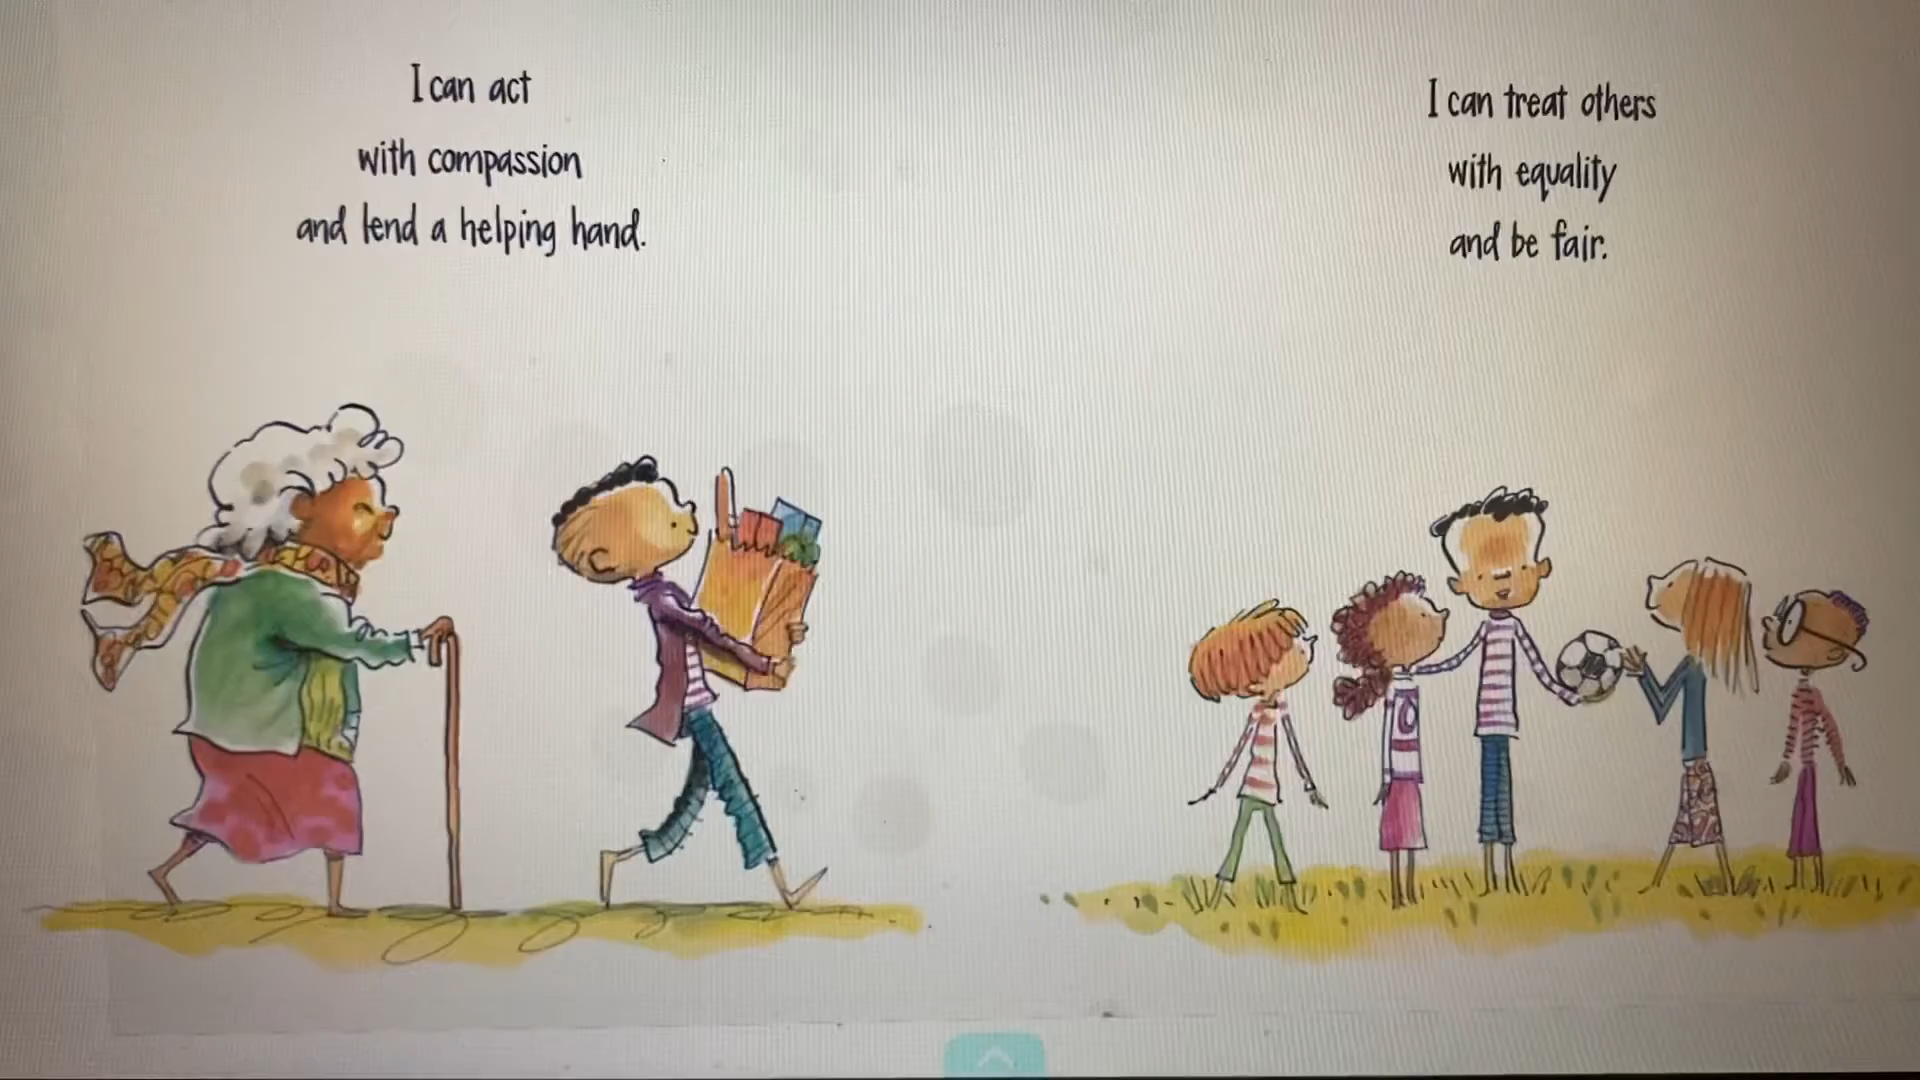 I can act
with compassion
and lend a helping hand.
I can treat others
with equality
and be fair.